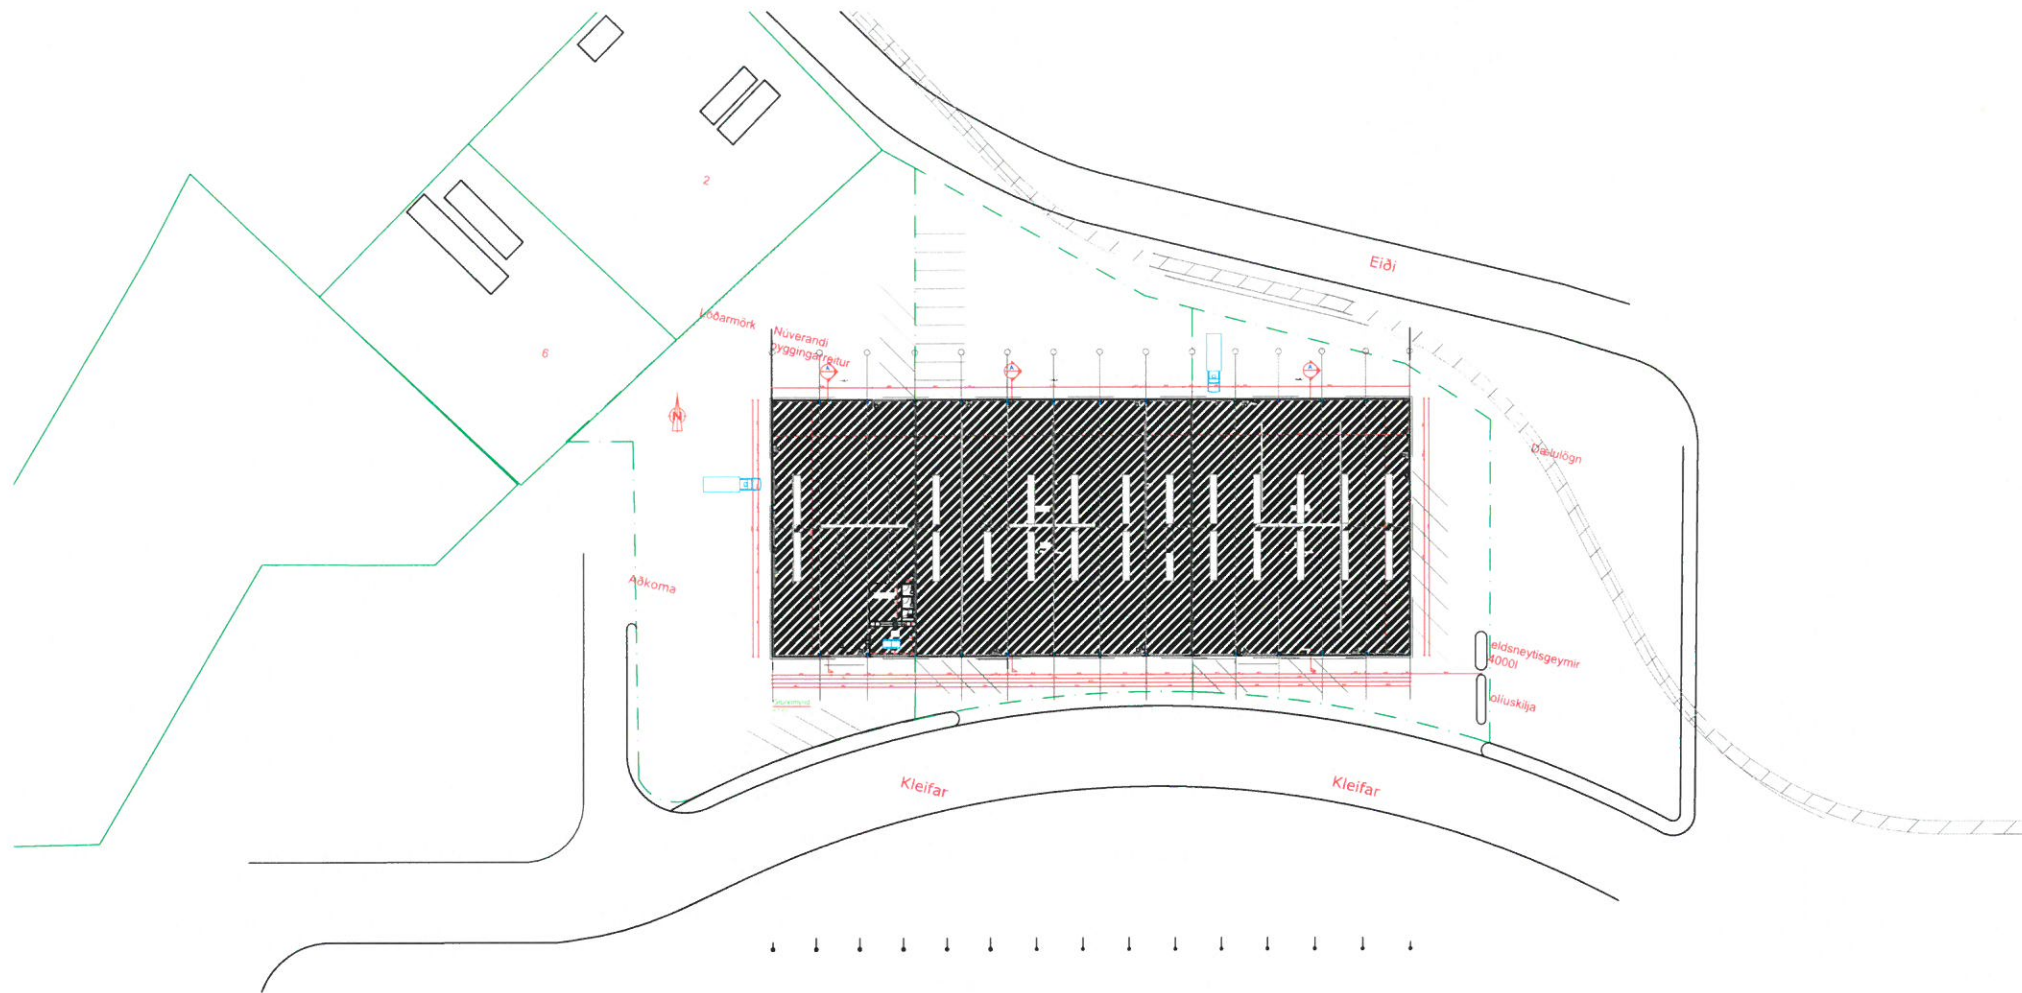 2
Eiði
Lóðarmörk
Núverandi
byggingarreitur
6
A
A
A
N
Dælulögn
Aðkoma
eldsneytisgeymir
4000l
olíuskilja
Kleifar
Kleifar